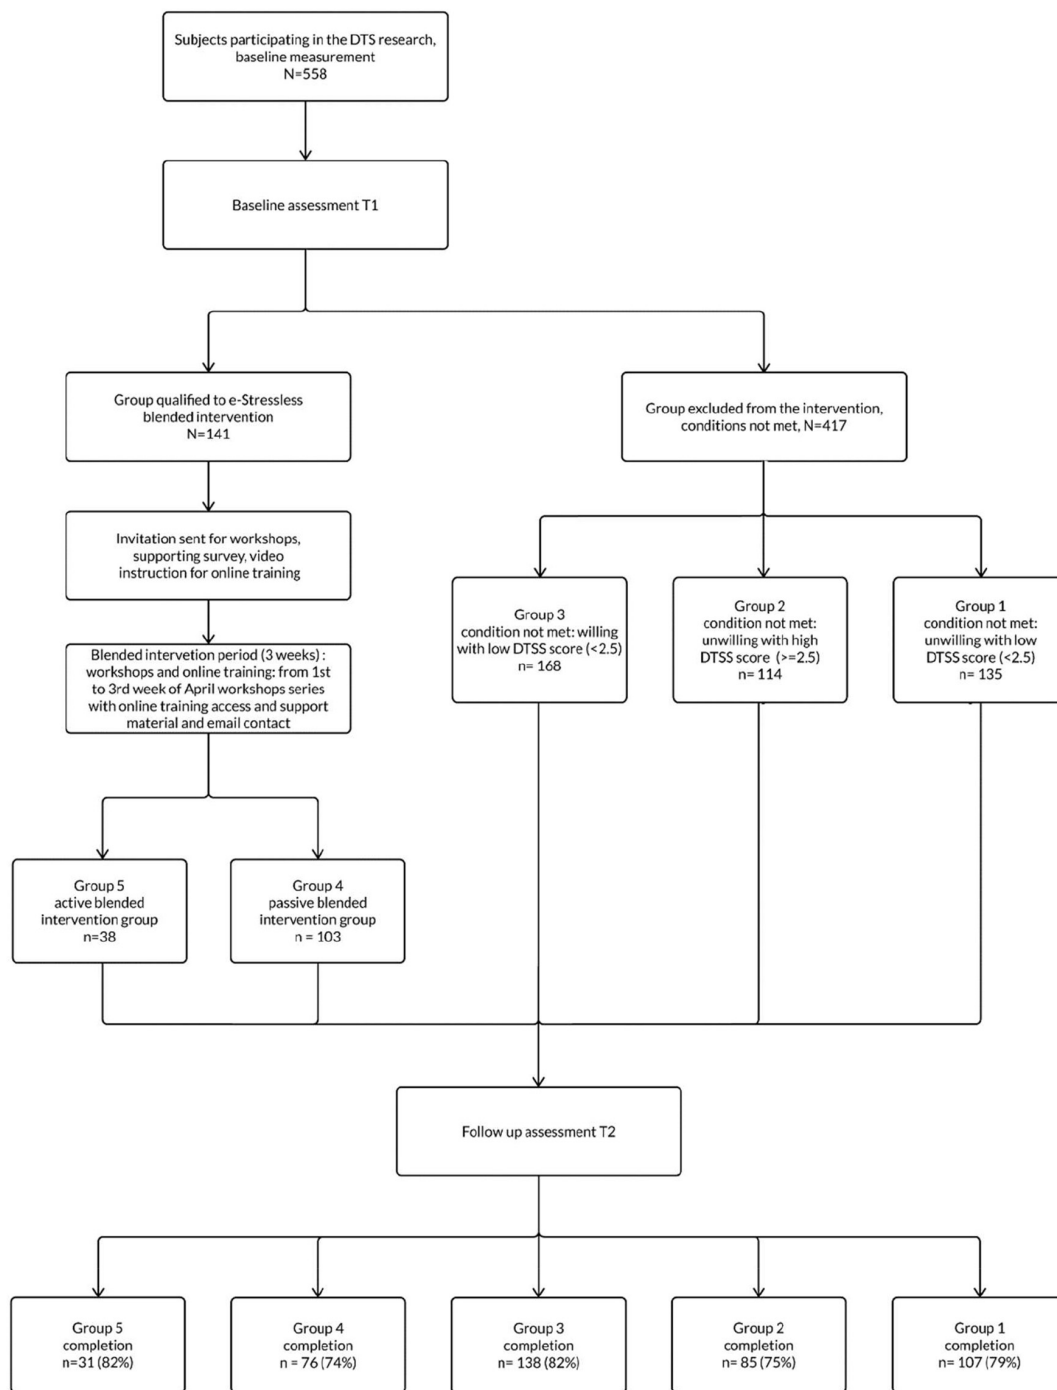 Subjects participating in the DTS research,
baseline measurement
N=558
Baseline assessment T1
Group qualified to e-Stressless
blended intervention
N=141
Group excluded from the intervention,
conditions not met, N=417
Invitation sent for workshops,
supporting survey, video
instruction for online training
Group 3
condition not met: willing
with low DTSS score (<2.5)
n= 168
Group 2
condition not met:
unwilling with high
DTSS score (>=2.5)
n= 114
Group 1
condition not met:
unwilling with low
DTSS score (<2.5)
n= 135
Blended intervetion period (3 weeks) :
workshops and online training: from 1st
to 3rd week of April workshops series
with online training access and support
material and email contact
Group 5
active blended
intervention group
n=38
Group 4
passive blended
intervention group
n = 103
Follow up assessment T2
Group 5
completion
n=31 (82%)
Group 4
completion
n = 76 (74%)
Group 3
completion
n= 138 (82%)
Group 2
completion
n= 85 (75%)
Group 1
completion
n= 107 (79%)